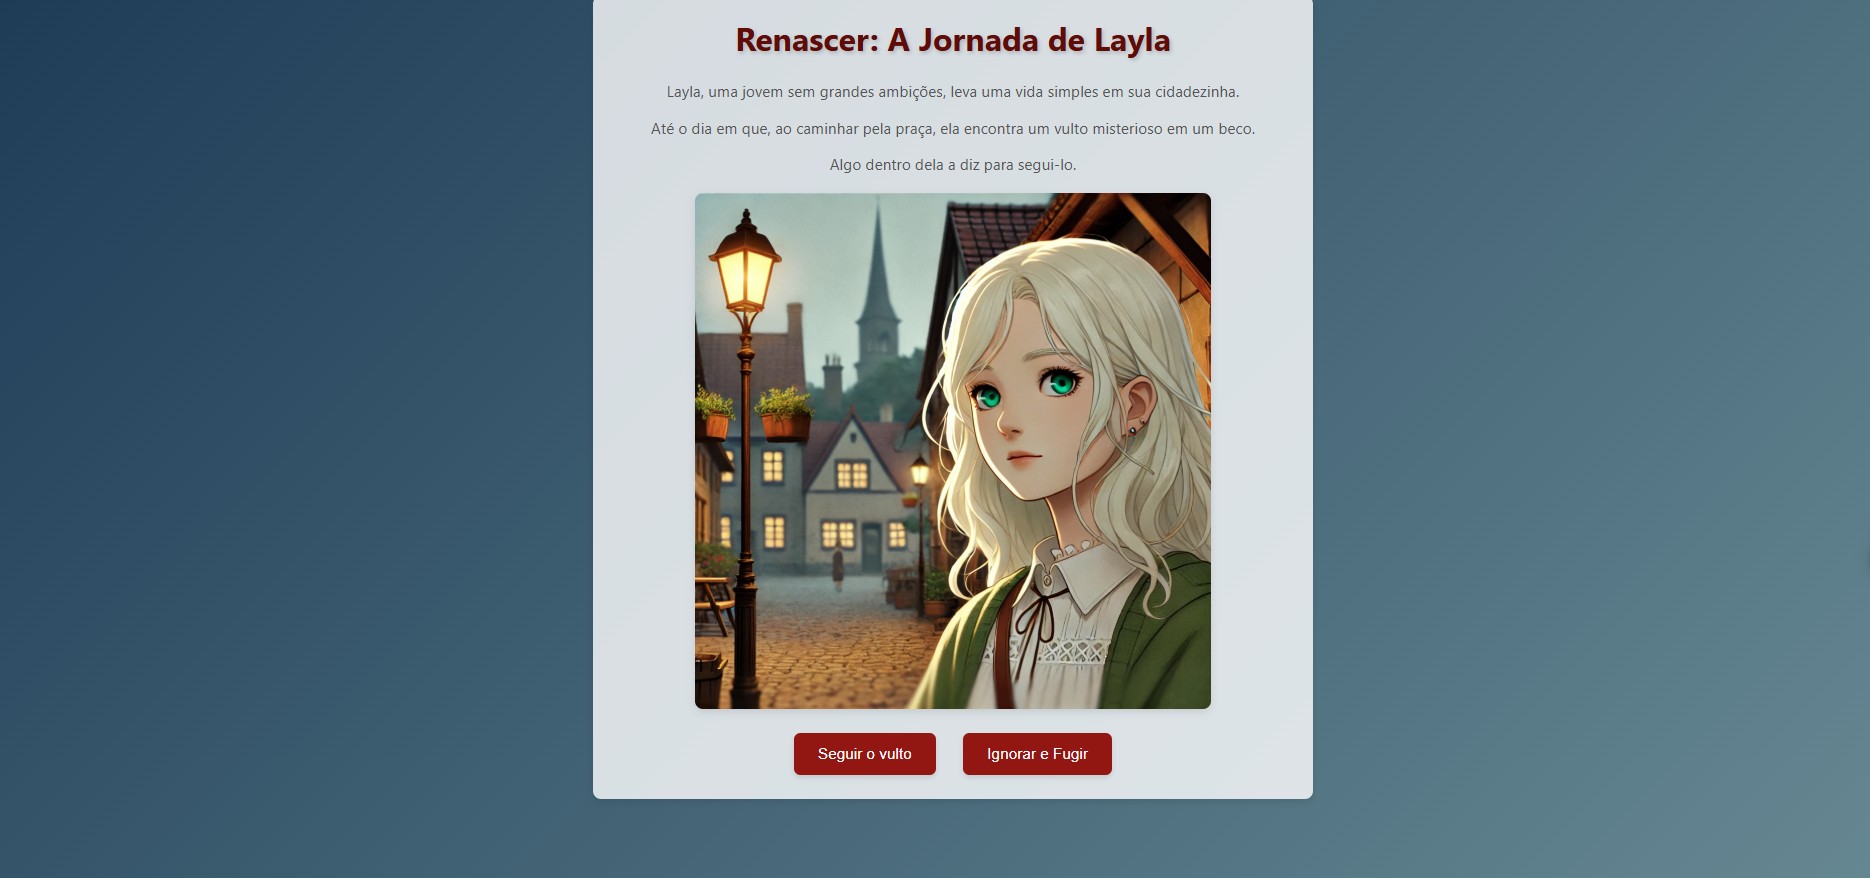 Renascer: A Jornada de Layla
Layla, uma jovem sem grandes ambições, leva uma vida simples em sua cidadezinha.
Até o dia em que, ao caminhar pela praça, ela encontra um vulto misterioso em um beco.
Algo dentro dela a diz para segui-lo.
Seguir o vulto
Ignorar e Fugir